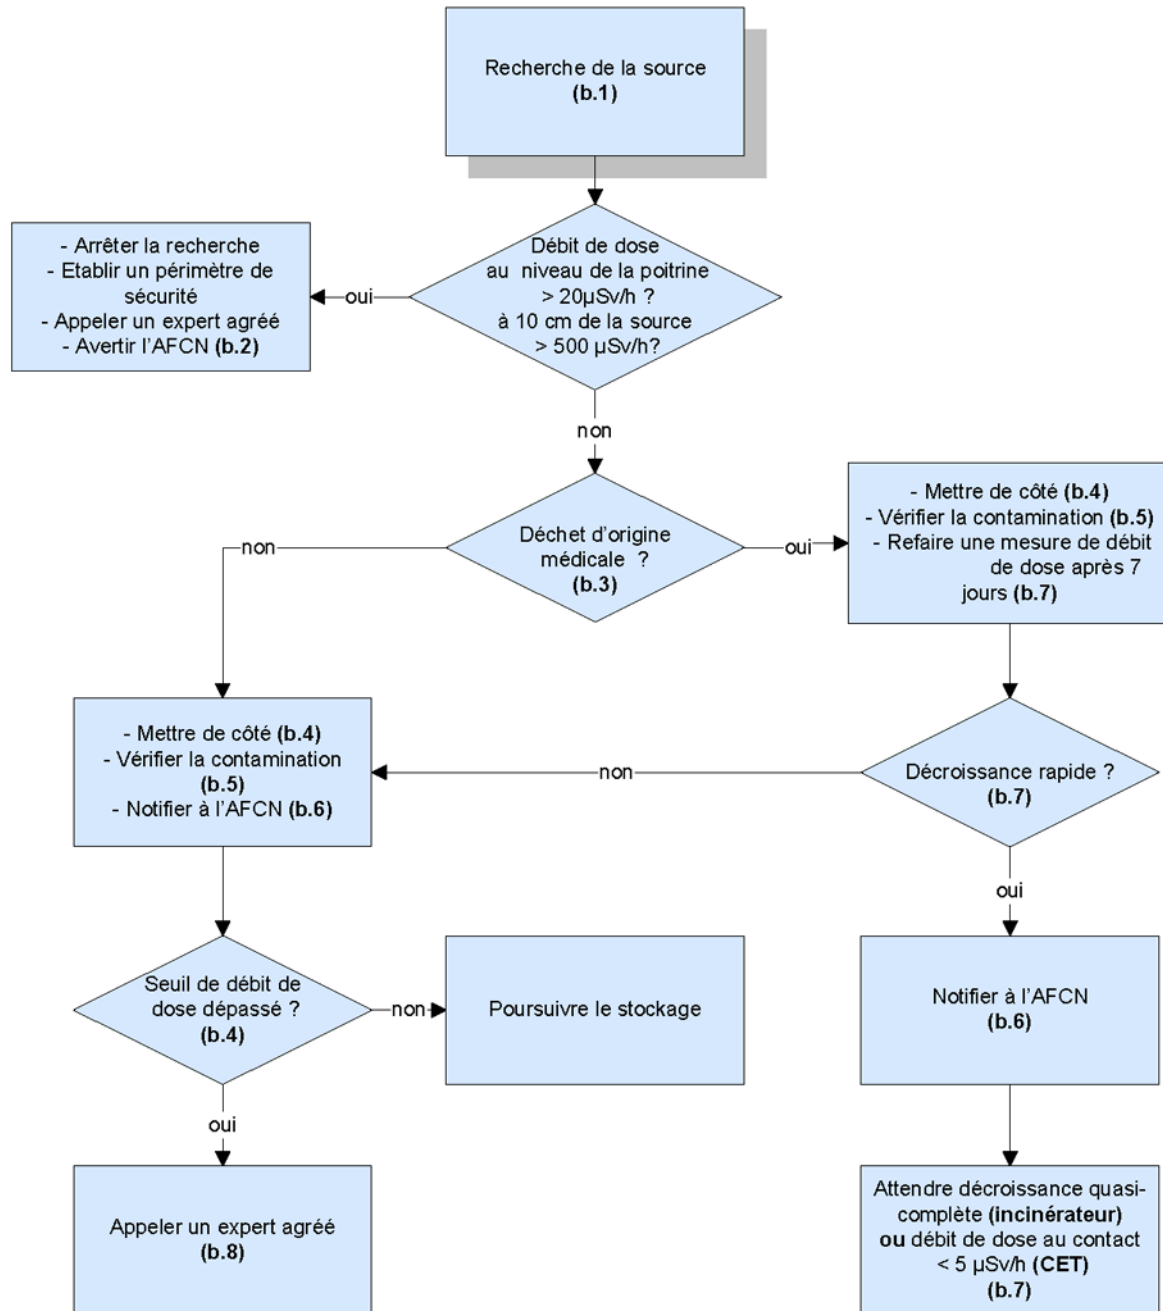 Recherche de la source
(b.1)
- Arrêter la recherche
- Etablir un périmètre de
sécurité
- Appeler un expert agréé
- Avertir l'AFCN (b.2)
oui
Débit de dose
au niveau de la poitrine
> 20µSv/h ?
à 10 cm de la source
> 500 µSv/h?
non
Déchet d'origine
médicale ?
(b.3)
non
oui
- Mettre de côté (b.4)
- Vérifier la contamination (b.5)
- Refaire une mesure de débit
de dose après 7
jours (b.7)
- Mettre de côté (b.4)
- Vérifier la contamination
(b.5)
- Notifier à l'AFCN (b.6)
non
Décroissance rapide ?
(b.7)
oui
Seuil de débit de
dose dépassé ?
(b.4)
non
Poursuivre le stockage
Notifier à l'AFCN
(b.6)
oui
Appeler un expert agréé
(b.8)
Attendre décroissance quasi-
complète (incinérateur)
ou débit de dose au contact
< 5 µSv/h (CET)
(b.7)